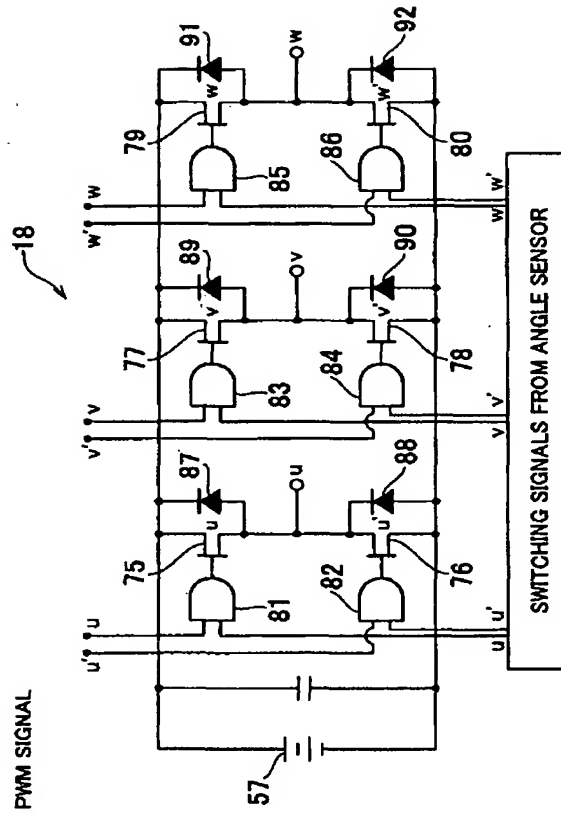 18
PWM SIGNAL
u' u v' v w' w
75 87 77 89 79 91
u v w
81 83 85
57
u v w
82 84 86
u' v' w'
76 88 78 90 80 92
u u' v v' w w'
SWITCHING SIGNALS FROM ANGLE SENSOR